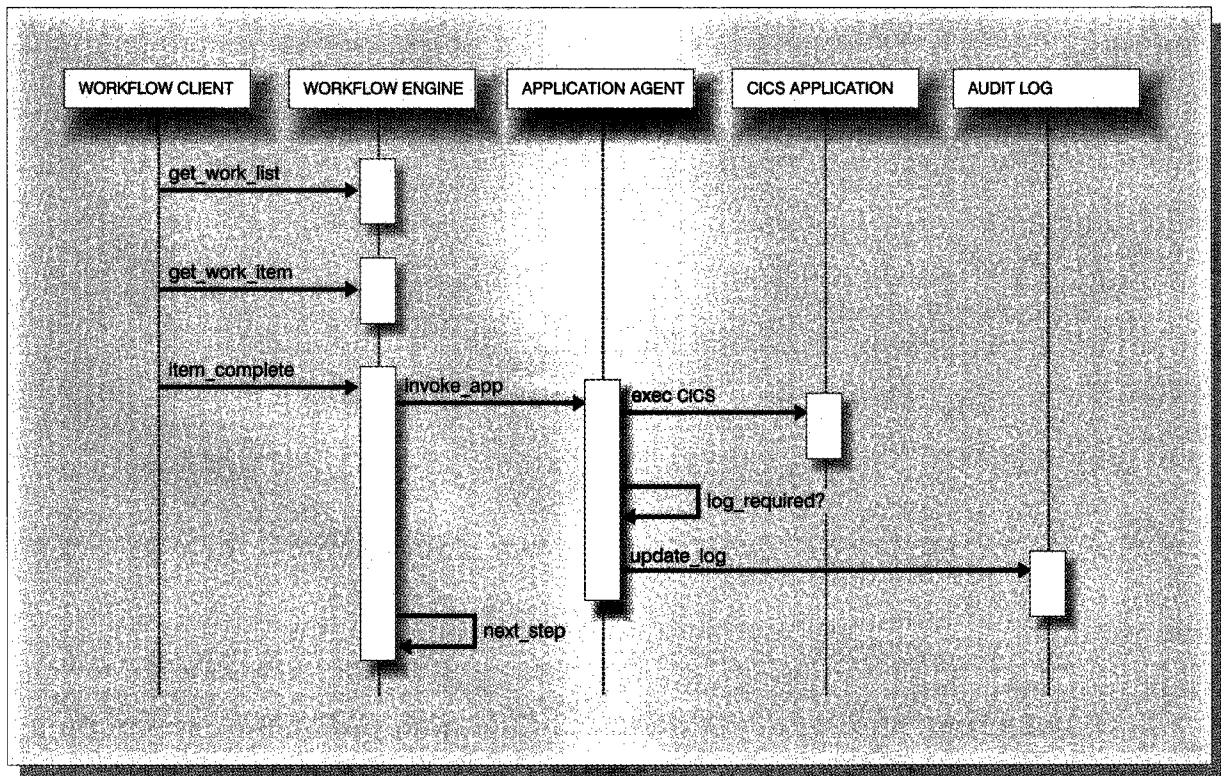 WORKFLOW CLIENT
WORKFLOW ENGINE
APPLICATION AGENT
CICS APPLICATION
AUDIT LOG
get_work_list
get_work_item
item_complete
invoke_app
exec CICS
log_required?
update_log
next_step